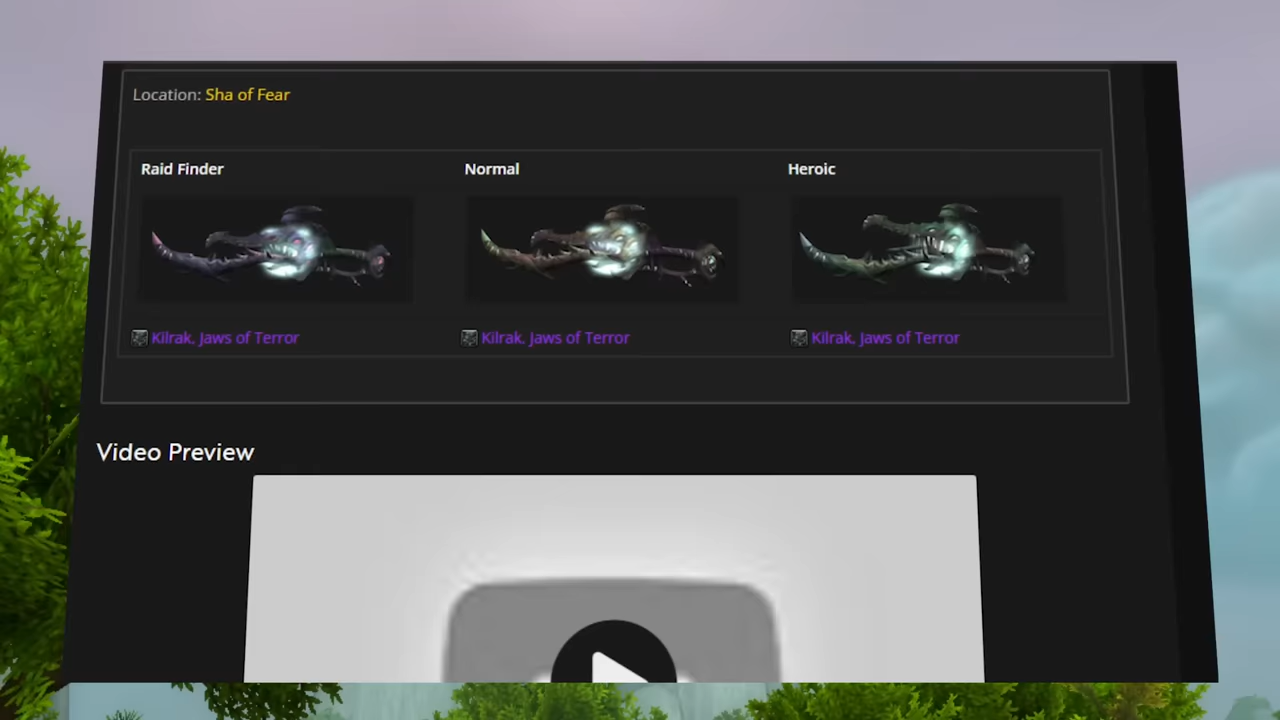 Location: Sha of Fear
Raid Finder
Normal
Heroic
Kilrak, Jaws of Terror
Kilrak, Jaws of Terror
Kilrak, Jaws of Terror
Video Preview